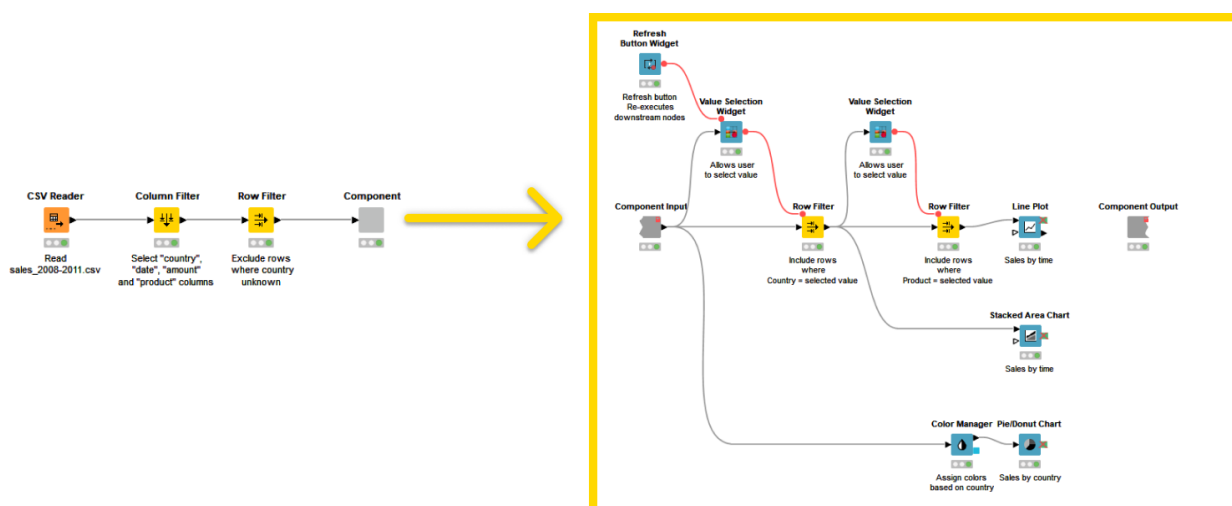 CSV Reader
Read
sales_2008-2011.csv
Column Filter
Select "country",
"date", "amount"
and "product" columns
Row Filter
Exclude rows
where country
unknown
Component
Refresh
Button Widget
Refresh button
Re-executes
downstream nodes
Value Selection
Widget
Allows user
to select value
Value Selection
Widget
Allows user
to select value
Component Input
Row Filter
Include rows
where
Country = selected value
Row Filter
Include rows
where
Product = selected value
Line Plot
Sales by time
Component Output
Stacked Area Chart
Sales by time
Color Manager
Assign colors
based on country
Pie/Donut Chart
Sales by country